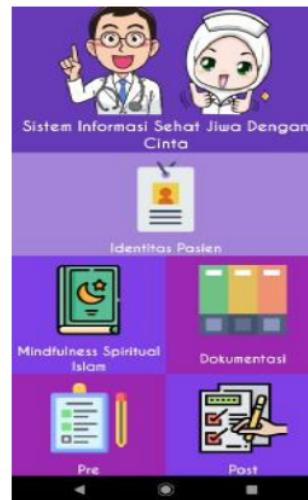 Sistem Informasi Sehat Jiwa Dengan
Cinta
Identitas Pasien
Mindfulness Spiritual
Islam
Dokumentasi
Pre
Post